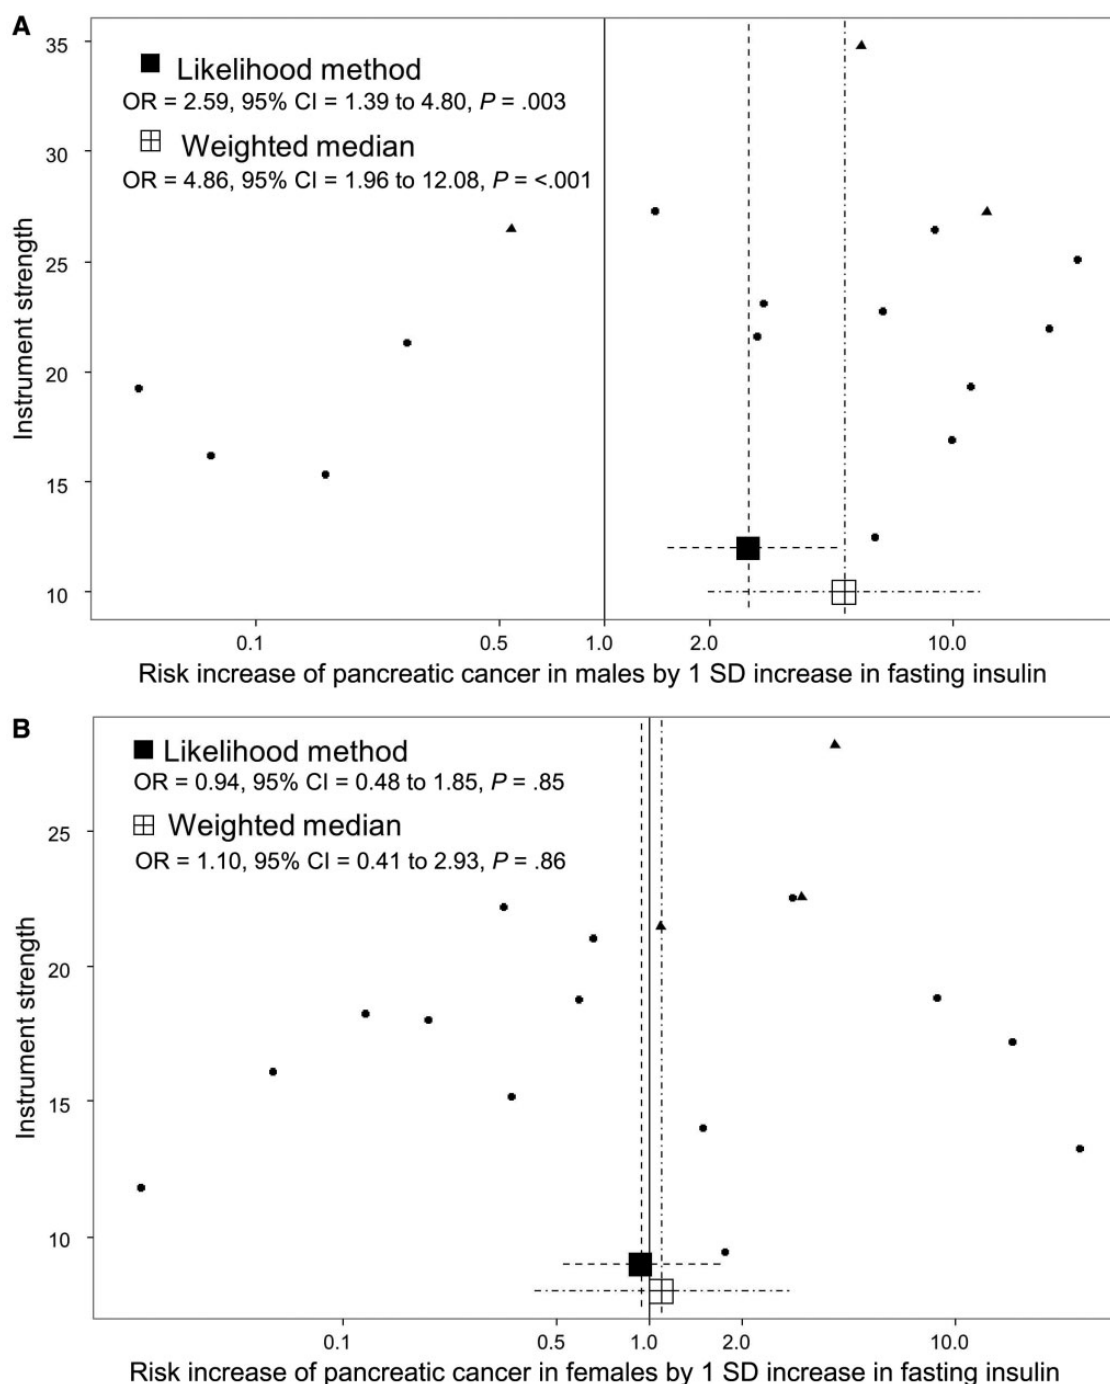 A
Likelihood method
OR = 2.59, 95% CI = 1.39 to 4.80, P = .003
Weighted median
OR = 4.86, 95% CI = 1.96 to 12.08, P = <.001
Instrument strength
35
30
25
20
15
10
0.1 0.5 1.0 2.0 10.0
Risk increase of pancreatic cancer in males by 1 SD increase in fasting insulin
B
Likelihood method
OR = 0.94, 95% CI = 0.48 to 1.85, P = .85
Weighted median
OR = 1.10, 95% CI = 0.41 to 2.93, P = .86
Instrument strength
25
20
15
10
0.1 0.5 1.0 2.0 10.0
Risk increase of pancreatic cancer in females by 1 SD increase in fasting insulin